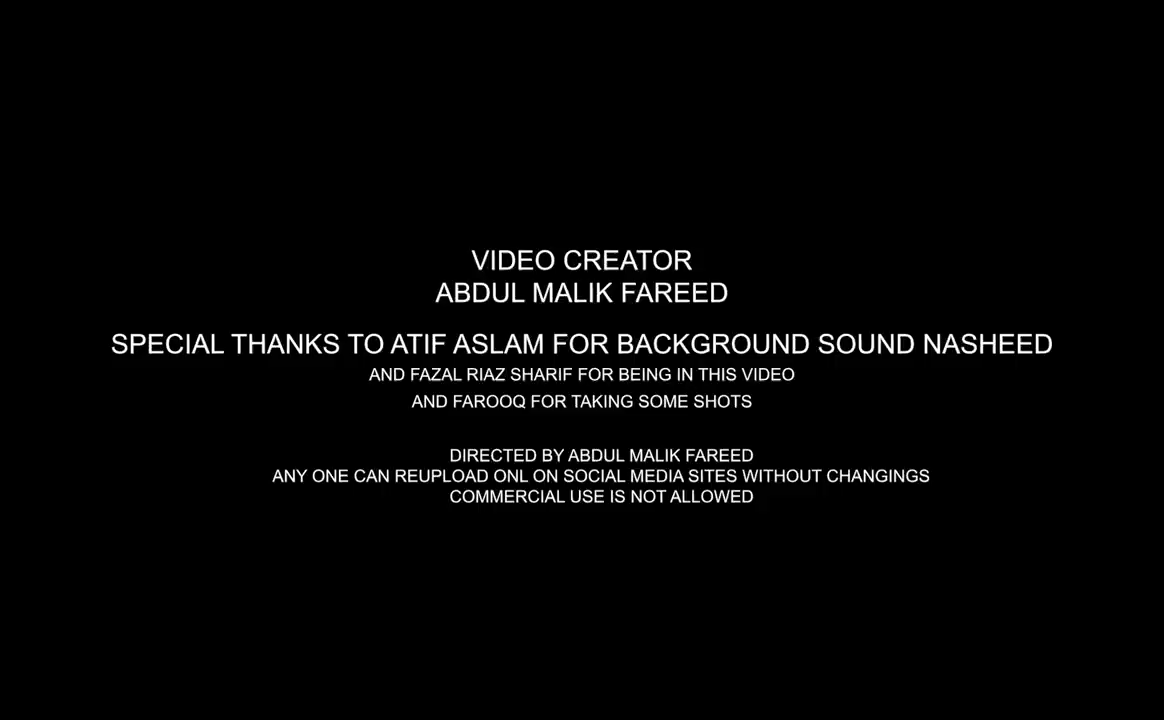 VIDEO CREATOR
ABDUL MALIK FAREED
SPECIAL THANKS TO ATIF ASLAM FOR BACKGROUND SOUND NASHEED
AND FAZAL RIAZ SHARIF FOR BEING IN THIS VIDEO
AND FAROOQ FOR TAKING SOME SHOTS
DIRECTED BY ABDUL MALIK FAREED
ANY ONE CAN REUPLOAD ONL ON SOCIAL MEDIA SITES WITHOUT CHANGINGS
COMMERCIAL USE IS NOT ALLOWED